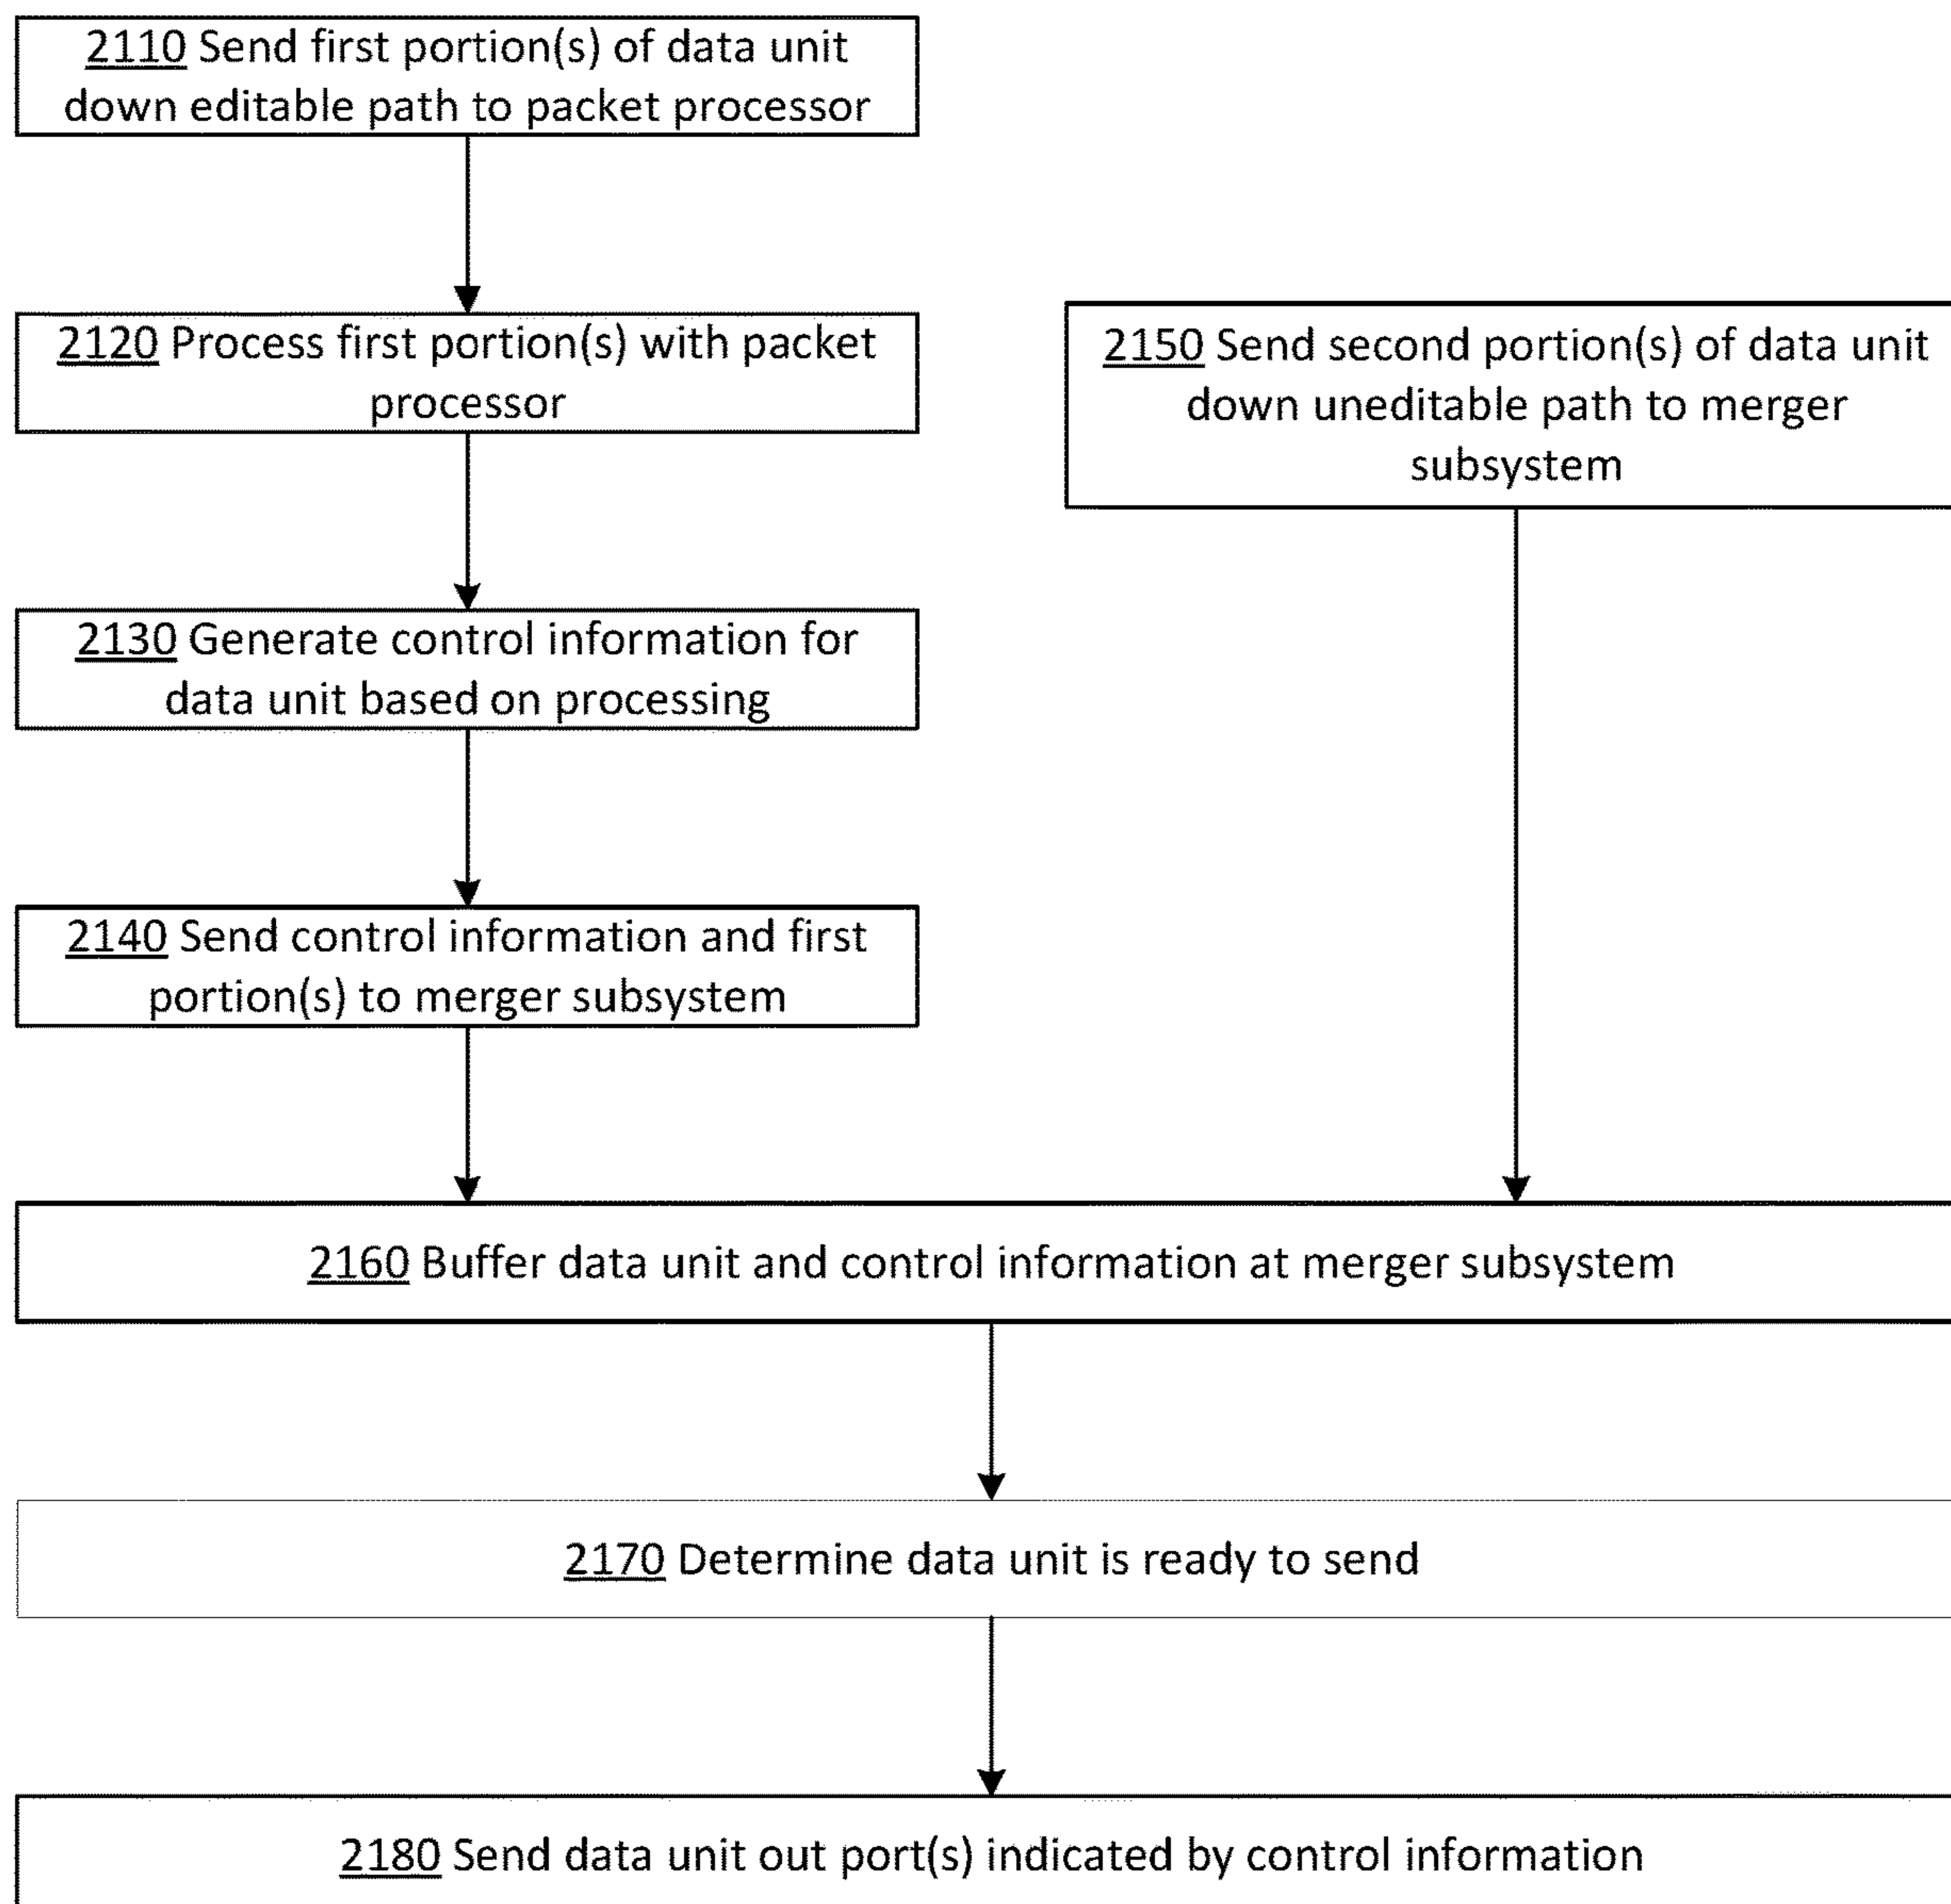 2110 Send first portion(s) of data unit
down editable path to packet processor
2120 Process first portion(s) with packet
processor
2130 Generate control information for
data unit based on processing
2140 Send control information and first
portion(s) to merger subsystem
2150 Send second portion(s) of data unit
down uneditable path to merger
subsystem
2160 Buffer data unit and control information at merger subsystem
2170 Determine data unit is ready to send
2180 Send data unit out port(s) indicated by control information